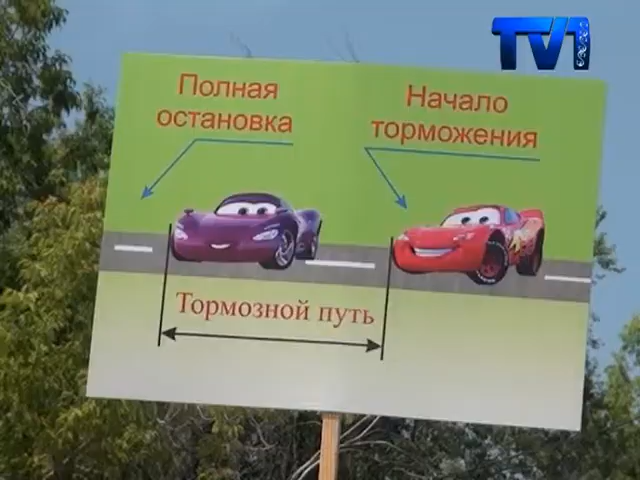 TV1
Полная
остановка
Начало
торможения
Тормозной путь